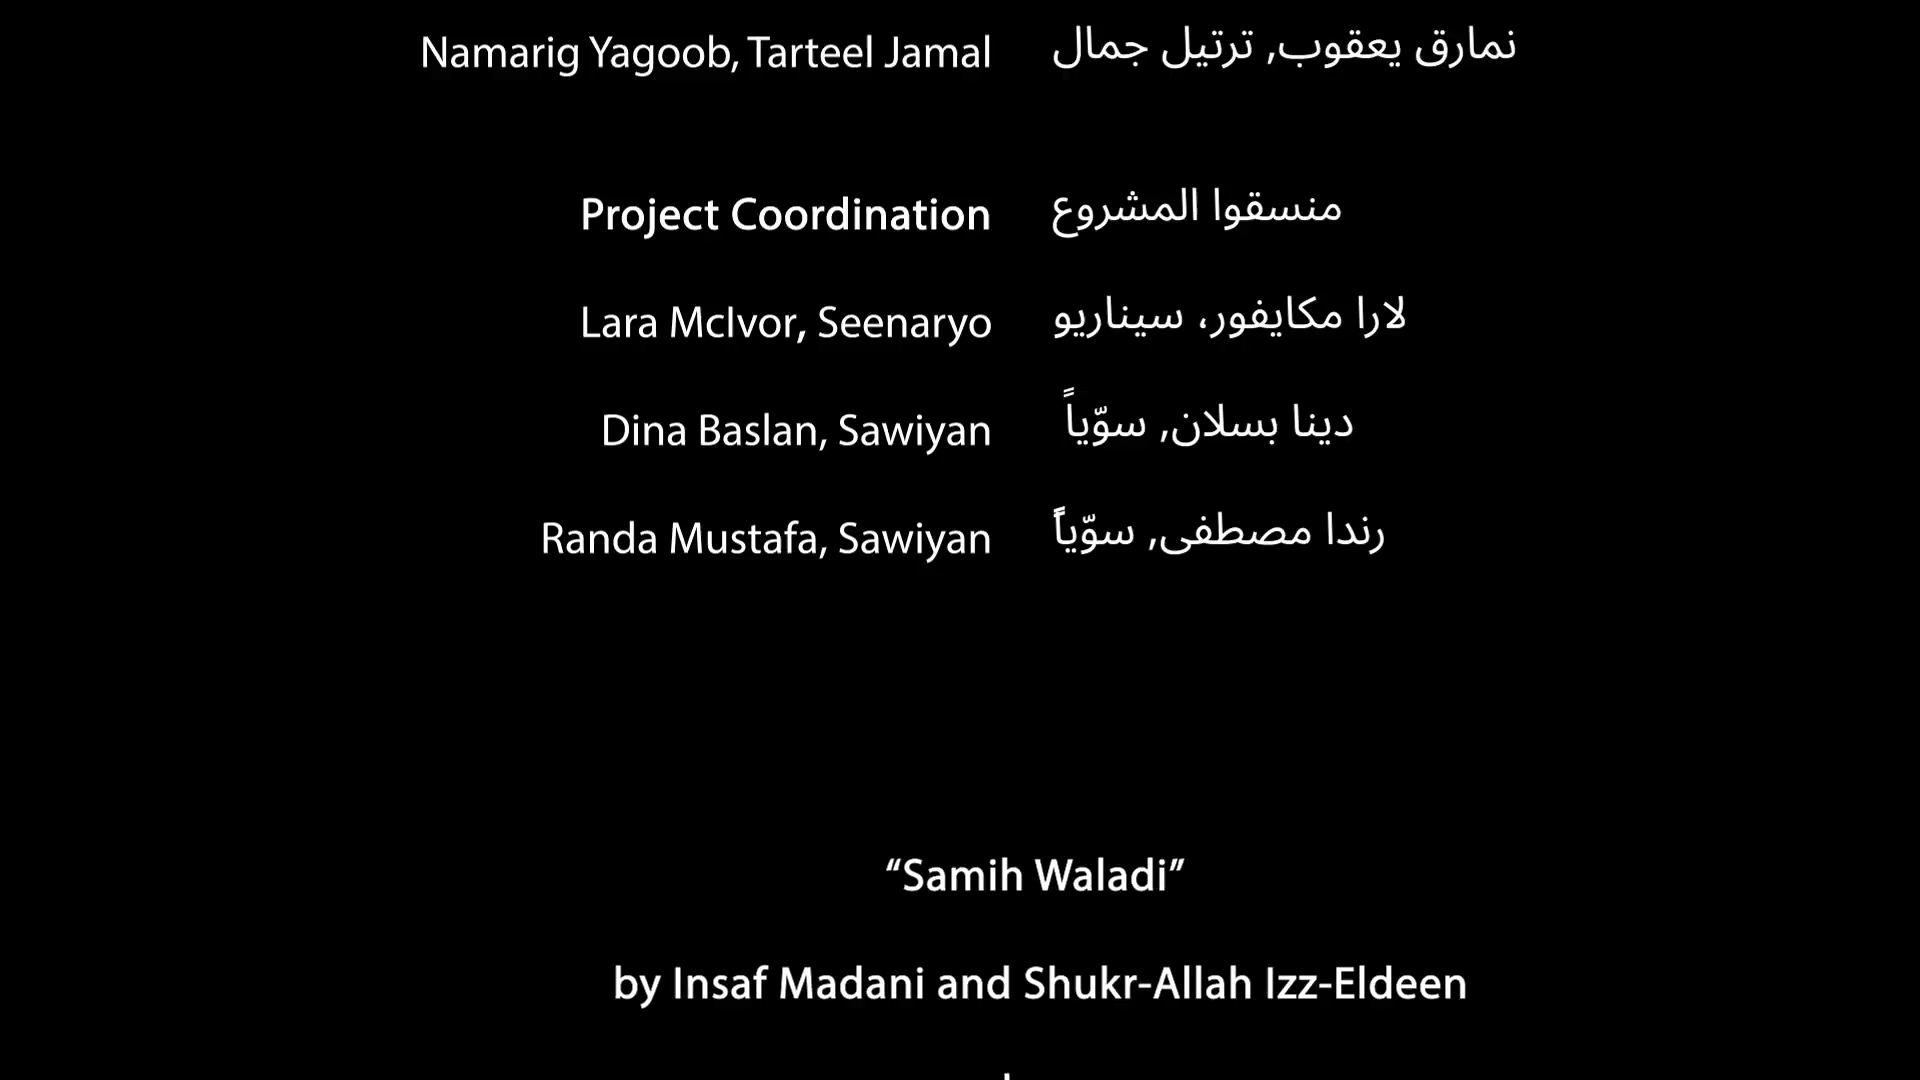 Namarig Yagoob, Tarteel Jamal نمارق يعقوب, ترتيل جمال
Project Coordination منسقوا المشروع
Lara McIvor, Seenaryo لارا مكايفور، سيناريو
Dina Baslan, Sawiyan دينا بسلان, سوّياً
Randa Mustafa, Sawiyan رندا مصطفى, سوّياً
“Samih Waladi”
by Insaf Madani and Shukr-Allah Izz-Eldeen